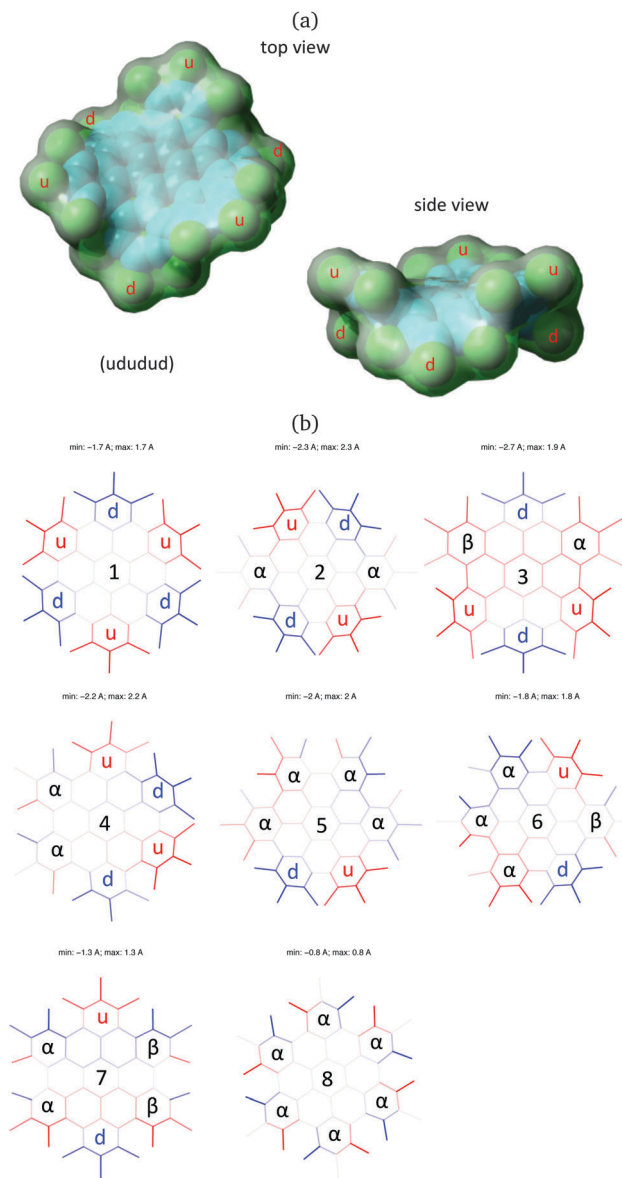 (a)
top view
u
d
d
u
u
d
side view
u
u
u
d
d
d
(ududud)
(b)
min: −1.7 A; max: 1.7 A
min: −2.3 A; max: 2.3 A
min: −2.7 A; max: 1.9 A
d
u
u
1
d
d
u
u
d
α
2
α
d
u
d
β
α
3
u
u
d
min: −2.2 A; max: 2.2 A
min: −2 A; max: 2 A
min: −1.8 A; max: 1.8 A
u
α
d
4
α
u
d
α
α
α
5
α
d
u
α
u
α
6
β
α
d
min: −1.3 A; max: 1.3 A
min: −0.8 A; max: 0.8 A
u
α
β
7
α
β
d
α
α
α
8
α
α
α